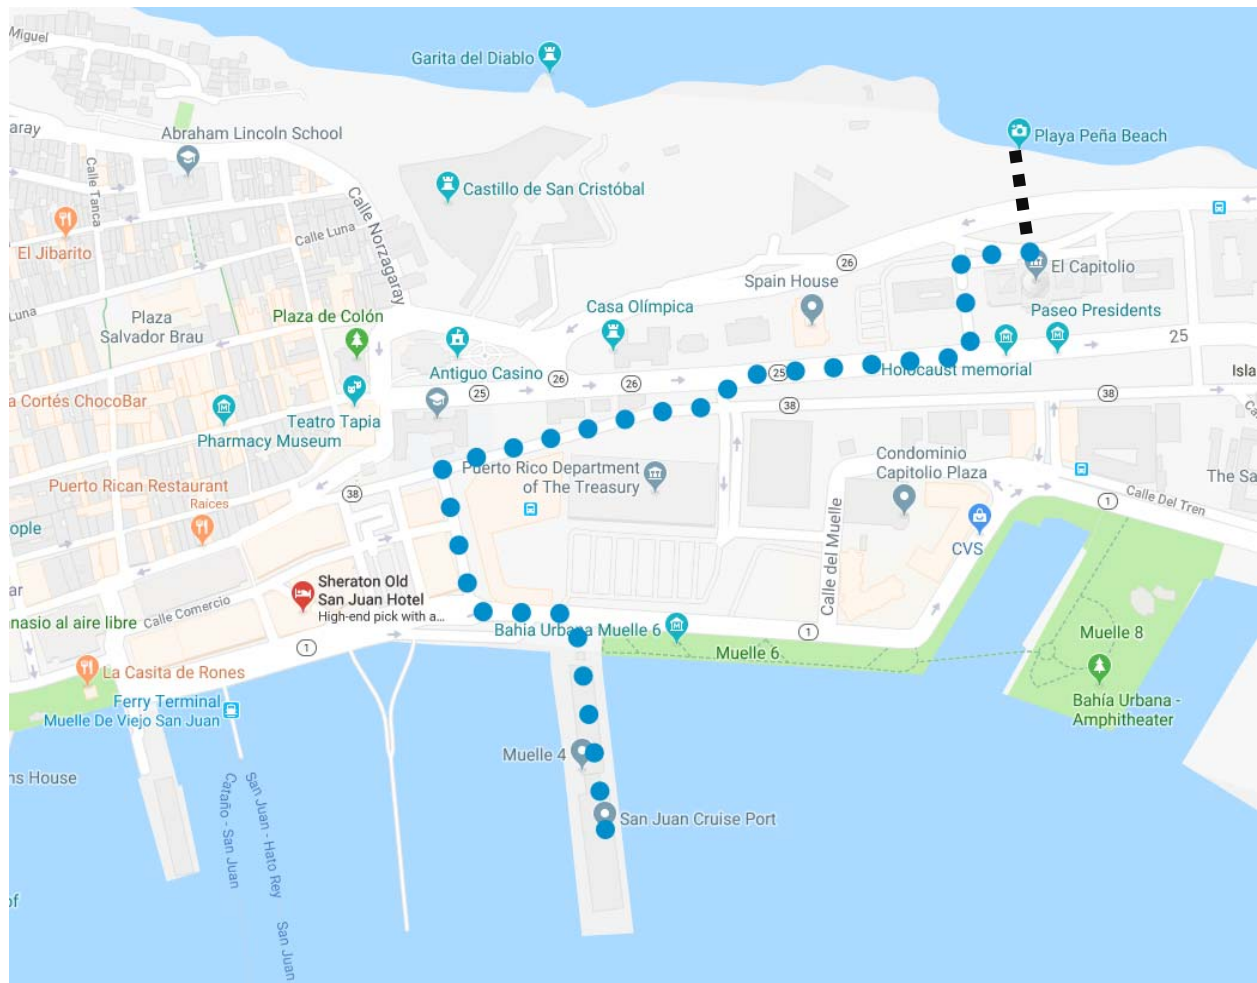 Miguel
Garita del Diablo
aray
Abraham Lincoln School
Playa Peña Beach
Calle Tanca
Castillo de San Cristóbal
Calle Norzagaray
El Jibarito
Calle Luna
Luna
26
El Capitolio
Spain House
Plaza
Salvador Brau
Plaza de Colón
Casa Olímpica
Paseo Presidents
25
Antiguo Casino
26
26
25
Holocaust memorial
Isla
25
a Cortés ChocoBar
Teatro Tapia
38
38
Ca
Pharmacy Museum
Puerto Rico Department
of The Treasury
Condominio
Capitolio Plaza
The Sa
Puerto Rican Restaurant
Raíces
38
1
Calle Del Tren
ople
Calle del Muelle
CVS
Sheraton Old
San Juan Hotel
High-end pick with a...
ar
Calle Comercio
nasio al aire libre
Bahia Urbana Muelle 6
1
Muelle 8
1
Muelle 6
La Casita de Rones
Ferry Terminal
Muelle De Viejo San Juan
Bahía Urbana -
Amphitheater
Muelle 4
ns House
Cataño - San Juan
San Juan - Hato Rey
San Juan Cruise Port
of
San Juan